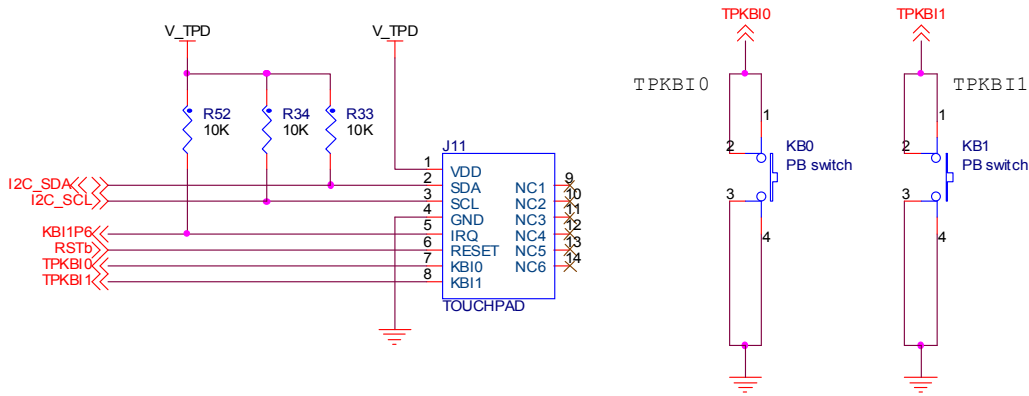 V_TPD
V_TPD
R52
10K
R34
10K
R33
10K
J11
I2C_SDA
I2C_SCL
KBI1P6
RSTb
TPKBI0
TPKBI1
1 VDD
2 SDA
3 SCL
4 GND
5 IRQ
6 RESET
7 KBI0
8 KBI1
NC1 9
NC2 10
NC3 11
NC4 12
NC5 13
NC6 14
TOUCHPAD
TPKBI0
TPKBI0
1
2
3
4
KB0
PB switch
TPKBI1
TPKBI1
1
2
3
4
KB1
PB switch